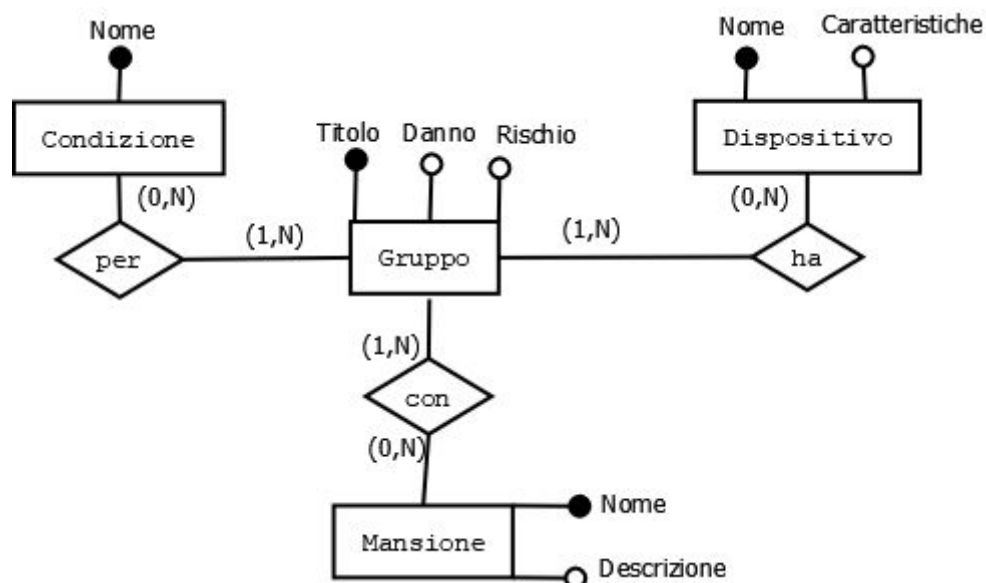 Nome
Nome
Caratteristiche
Condizione
Dispositivo
Titolo
Danno
Rischio
(0,N)
(0,N)
(1,N)
(1,N)
per
Gruppo
ha
(1,N)
con
(0,N)
Nome
Mansione
Descrizione